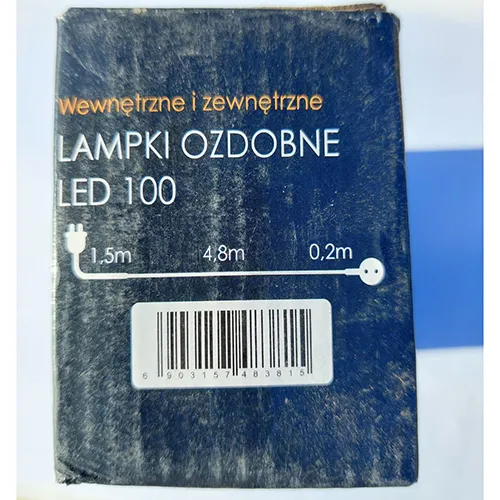 Wewnętrzne i zewnętrzne
LAMPKI OZDOBNE
LED 100
1,5m 4,8m 0,2m
6 903157 483815